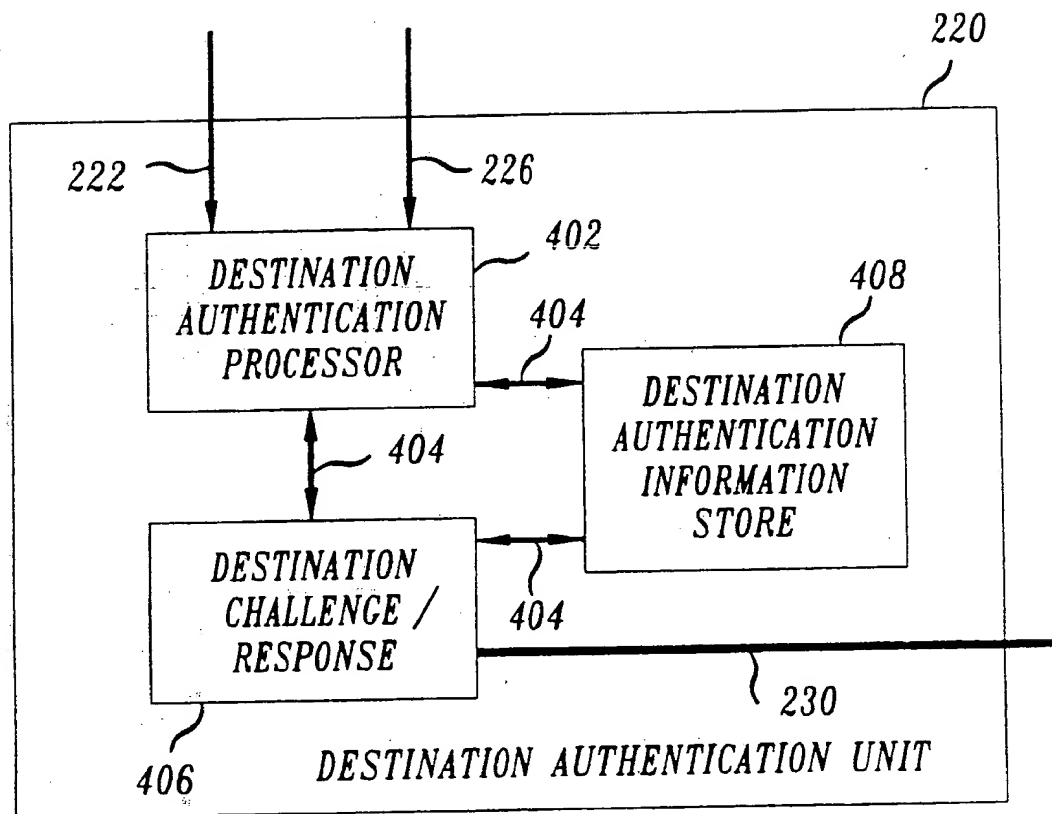 220
222
226
402
DESTINATION
AUTHENTICATION
PROCESSOR
408
404
DESTINATION
AUTHENTICATION
INFORMATION
STORE
404
DESTINATION
CHALLENGE /
RESPONSE
404
230
406
DESTINATION AUTHENTICATION UNIT